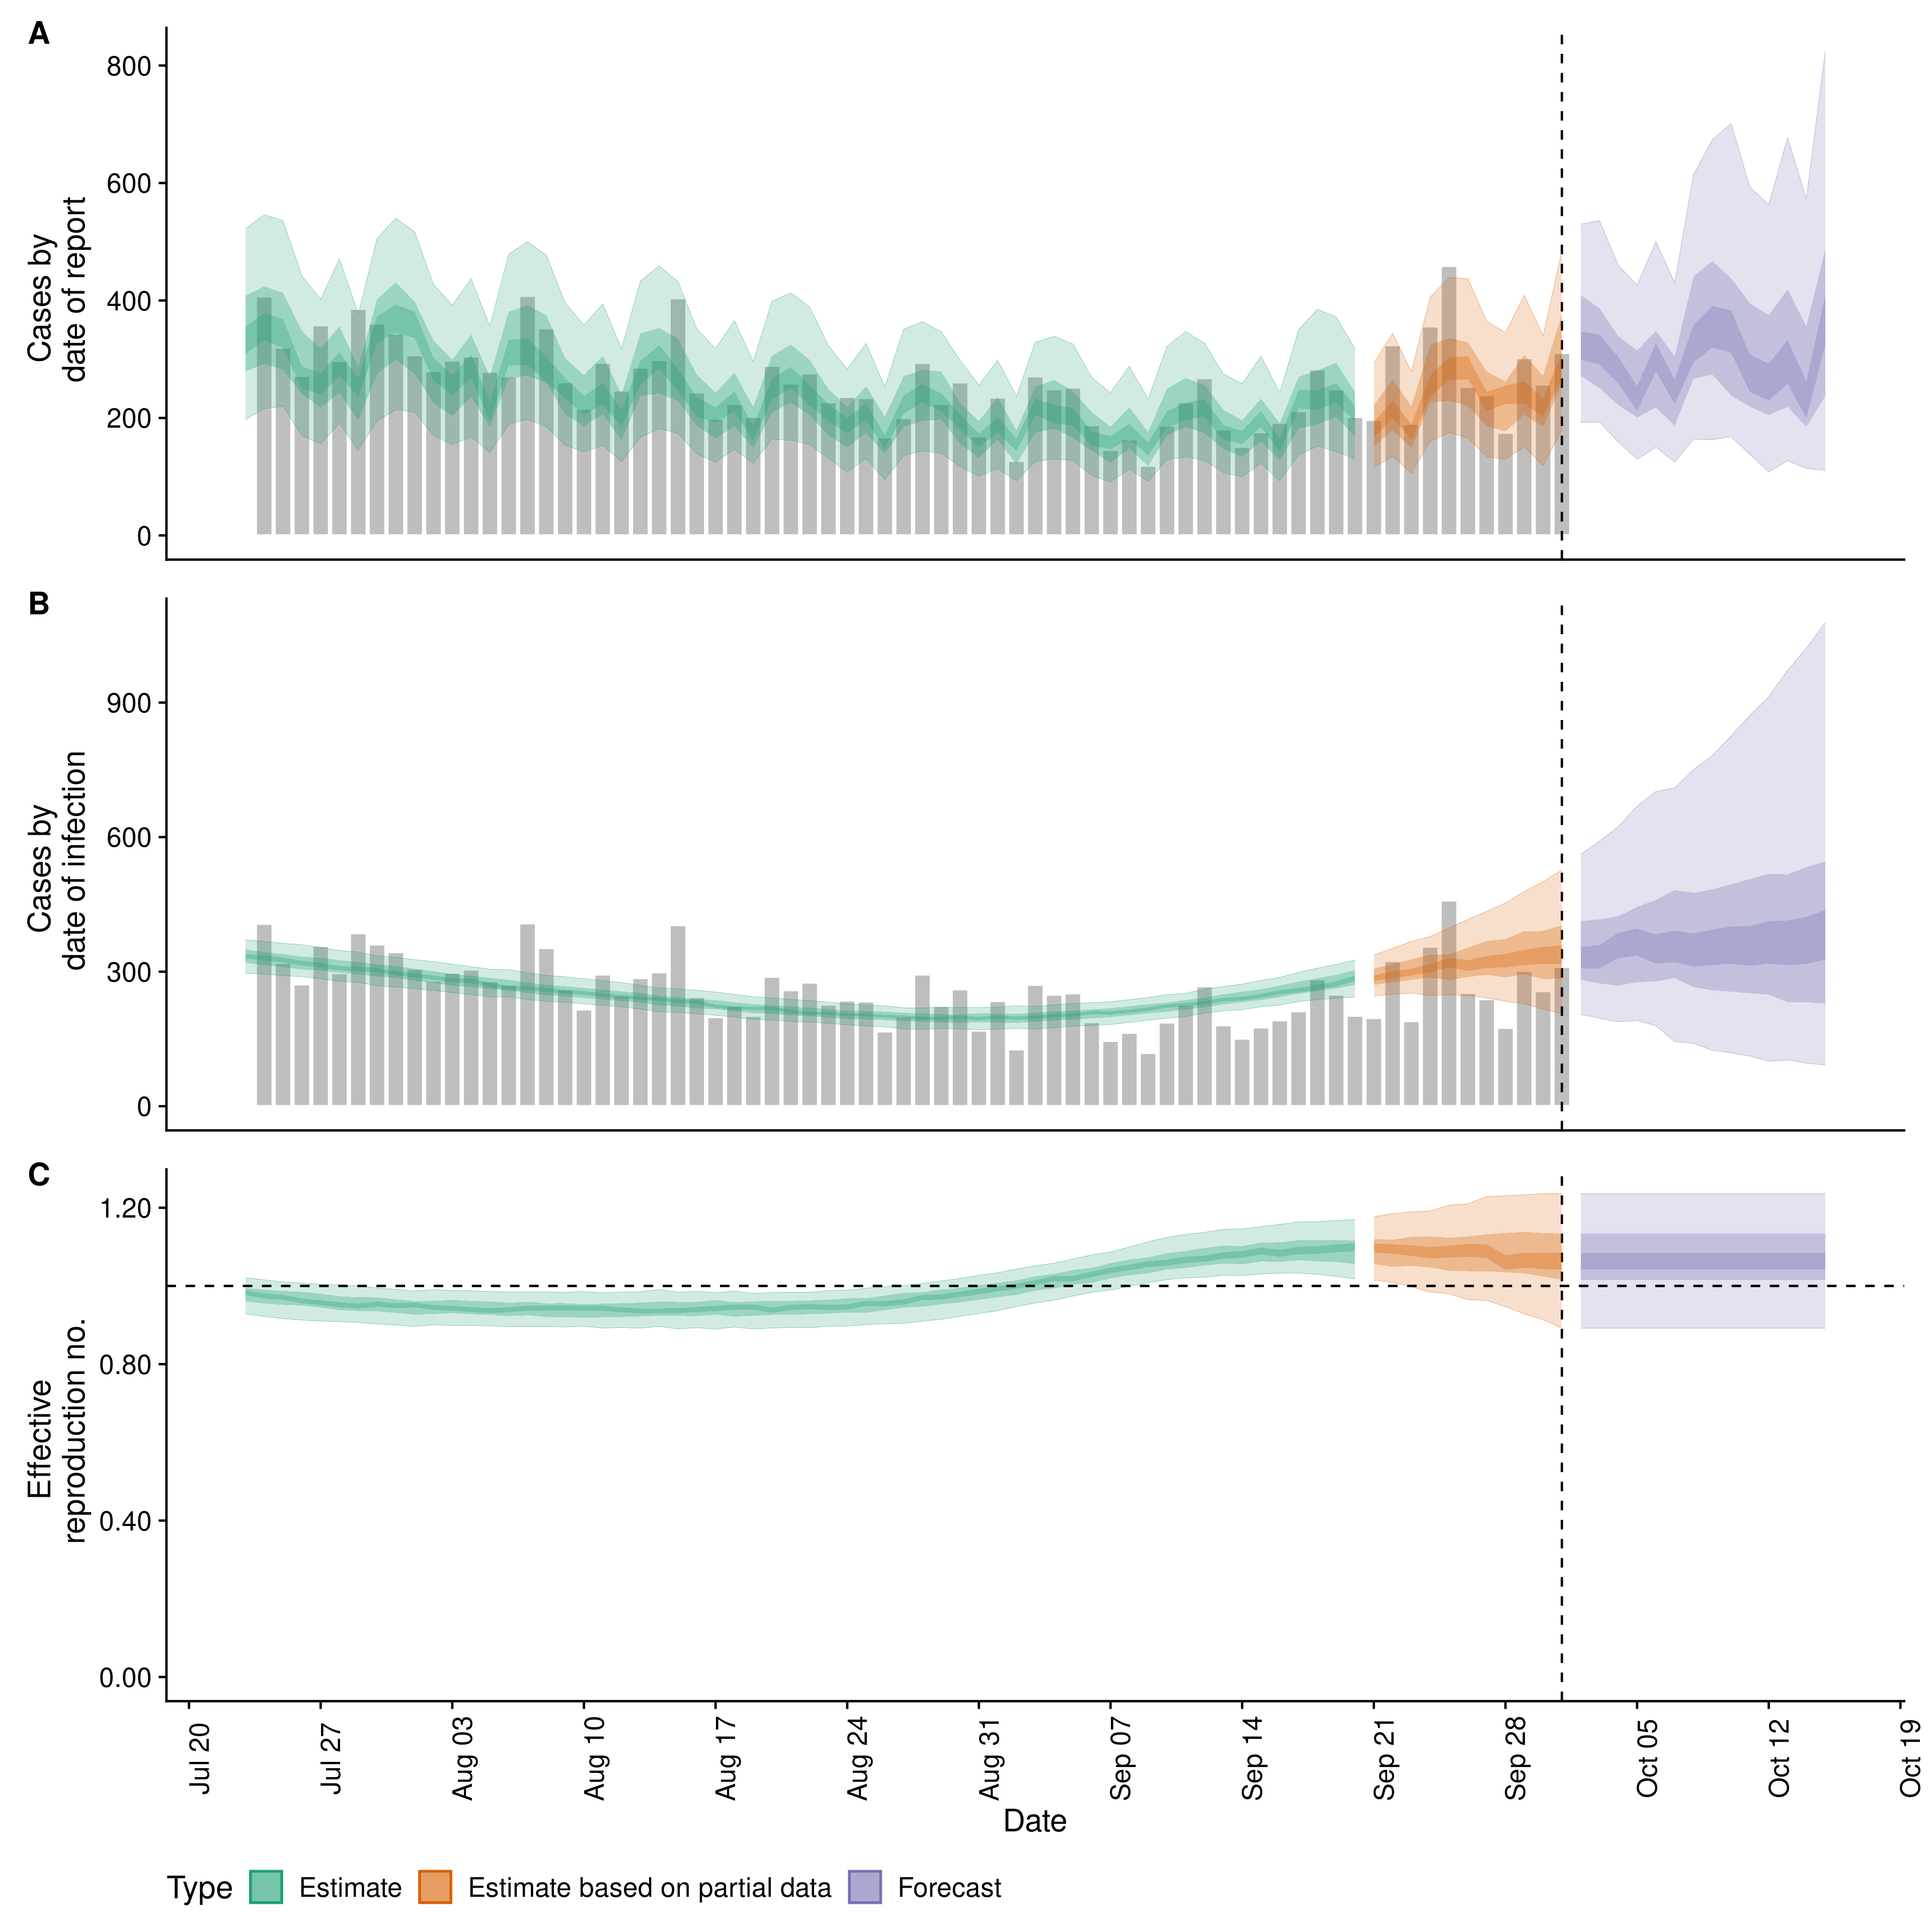 A
800
600
400
200
0
Cases by
date of report
B
900
600
300
0
Cases by
date of infection
C
1.20
0.80
0.40
0.00
Effective
reproduction no.
Jul 20
Jul 27
Aug 03
Aug 10
Aug 17
Aug 24
Aug 31
Sep 07
Sep 14
Sep 21
Sep 28
Oct 05
Oct 12
Oct 19
Date
Type Estimate Estimate based on partial data Forecast